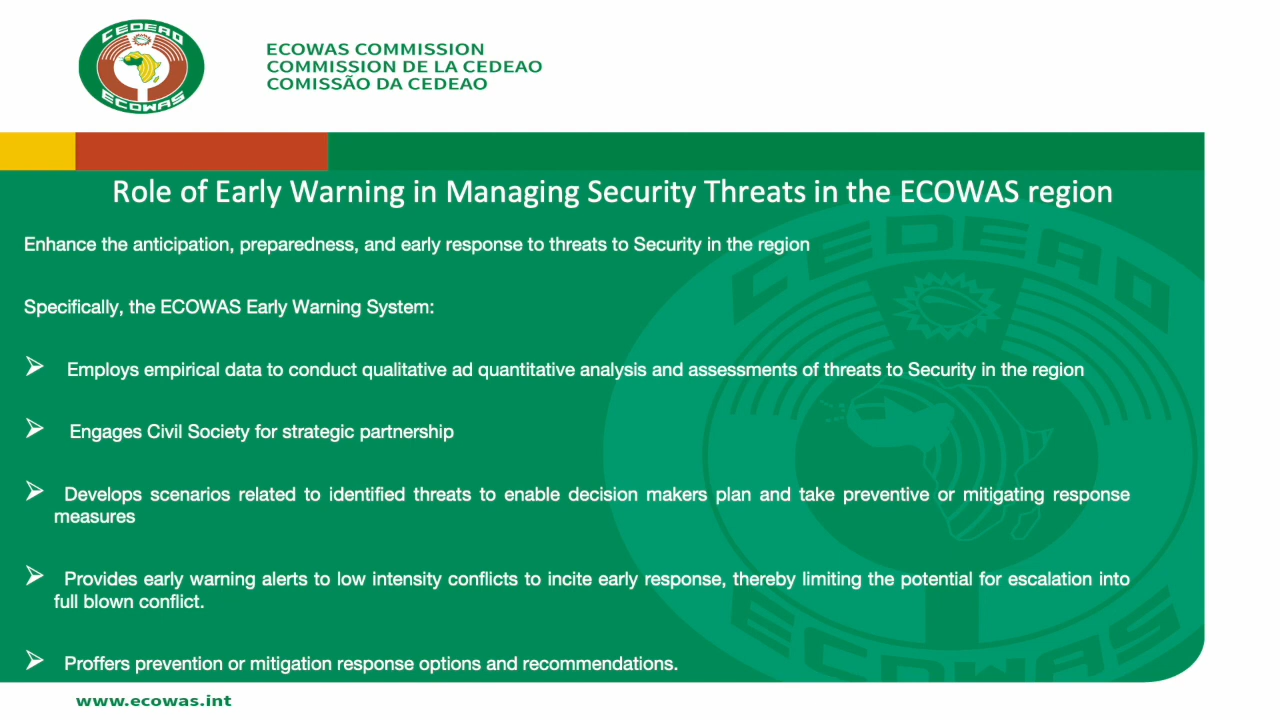 CEDEAO
ECOWAS
ECOWAS COMMISSION
COMMISSION DE LA CEDEAO
COMISSÃO DA CEDEAO
Role of Early Warning in Managing Security Threats in the ECOWAS region
Enhance the anticipation, preparedness, and early response to threats to Security in the region
Specifically, the ECOWAS Early Warning System:
➢ Employs empirical data to conduct qualitative ad quantitative analysis and assessments of threats to Security in the region
➢ Engages Civil Society for strategic partnership
➢ Develops scenarios related to identified threats to enable decision makers plan and take preventive or mitigating response
measures
➢ Provides early warning alerts to low intensity conflicts to incite early response, thereby limiting the potential for escalation into
full blown conflict.
➢ Proffers prevention or mitigation response options and recommendations.
CEDEAO
ECOWAS
www.ecowas.int